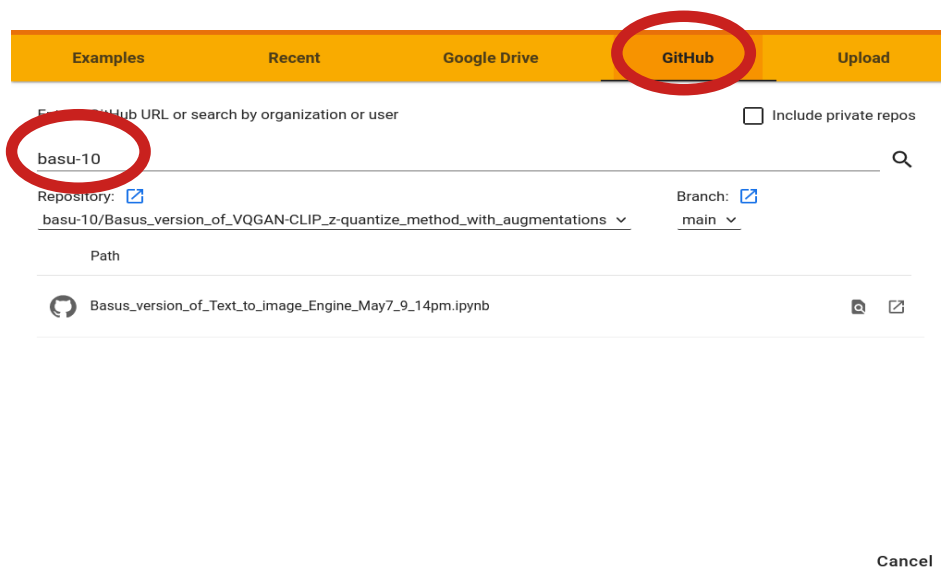 Examples Recent Google Drive GitHub Upload
GitHub URL or search by organization or user
Include private repos
basu-10
Repository: Branch:
basu-10/Basus_version_of_VQGAN-CLIP_z-quantize_method_with_augmentations main
Path
Basus_version_of_Text_to_image_Engine_May7_9_14pm.ipynb
Cancel